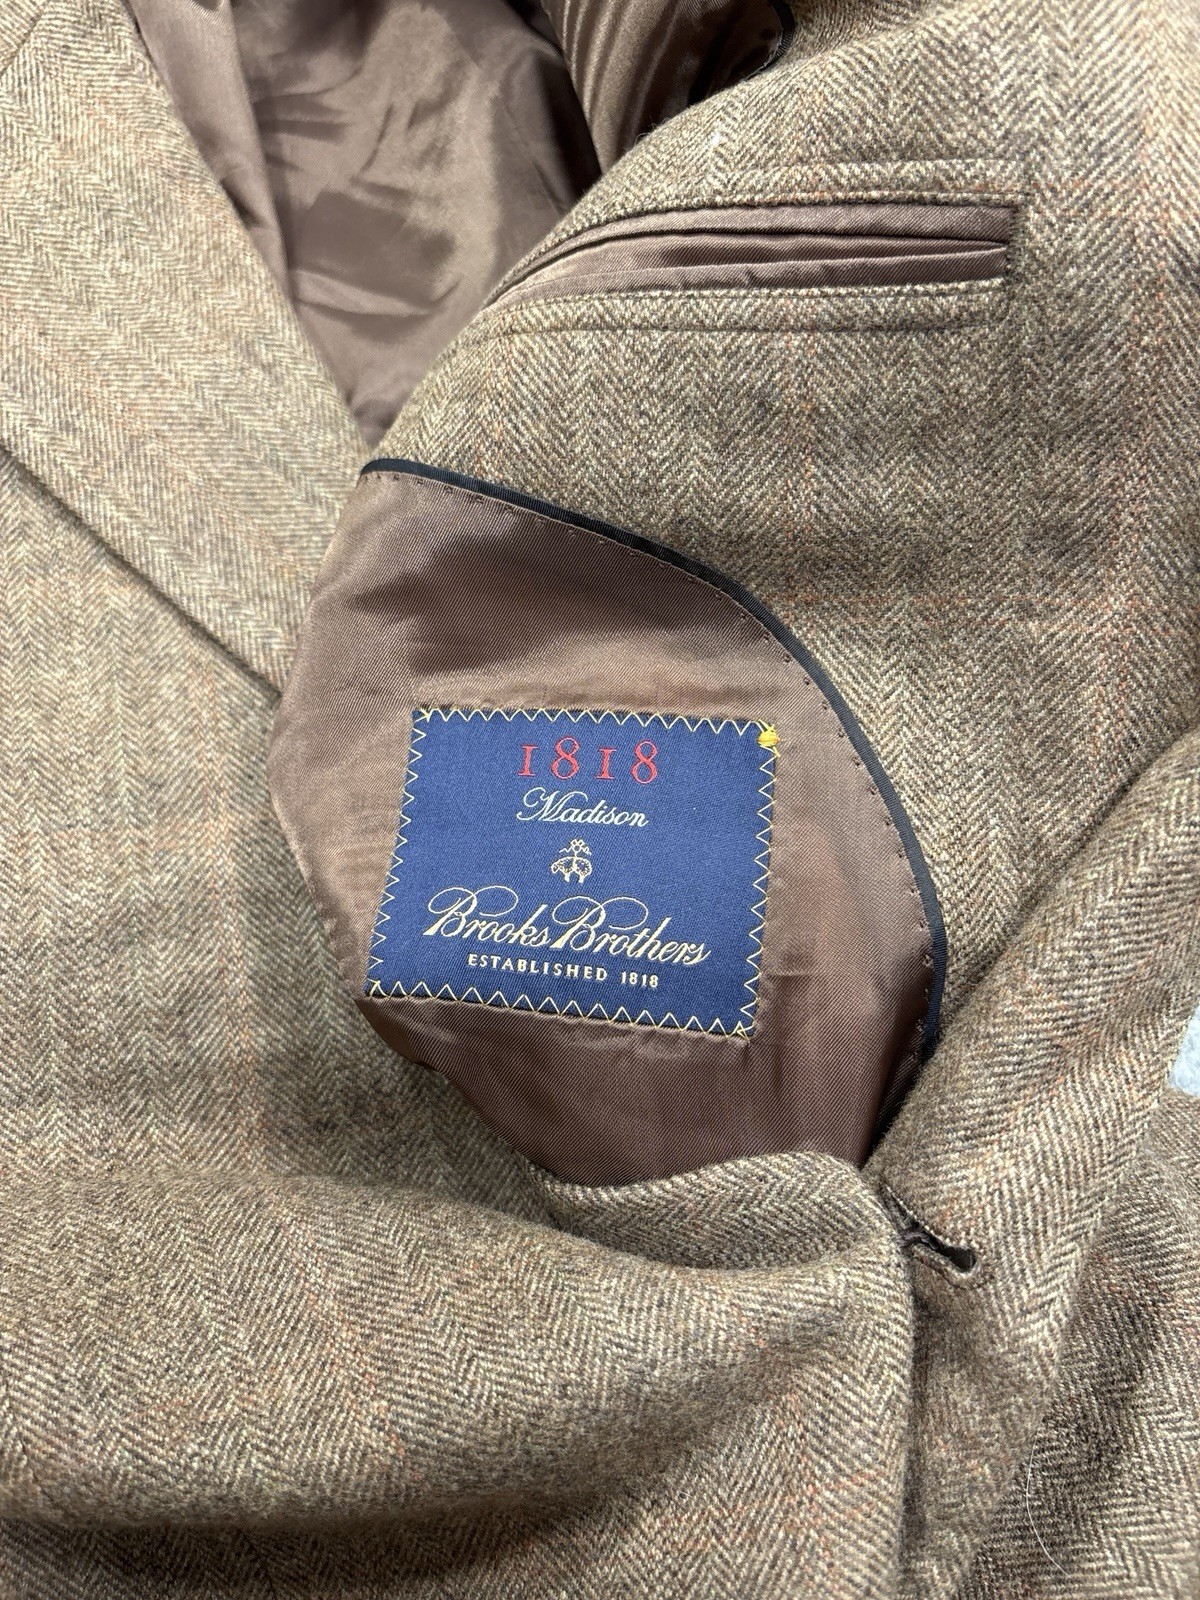 1818
Madison
Brooks Brothers
ESTABLISHED 1818